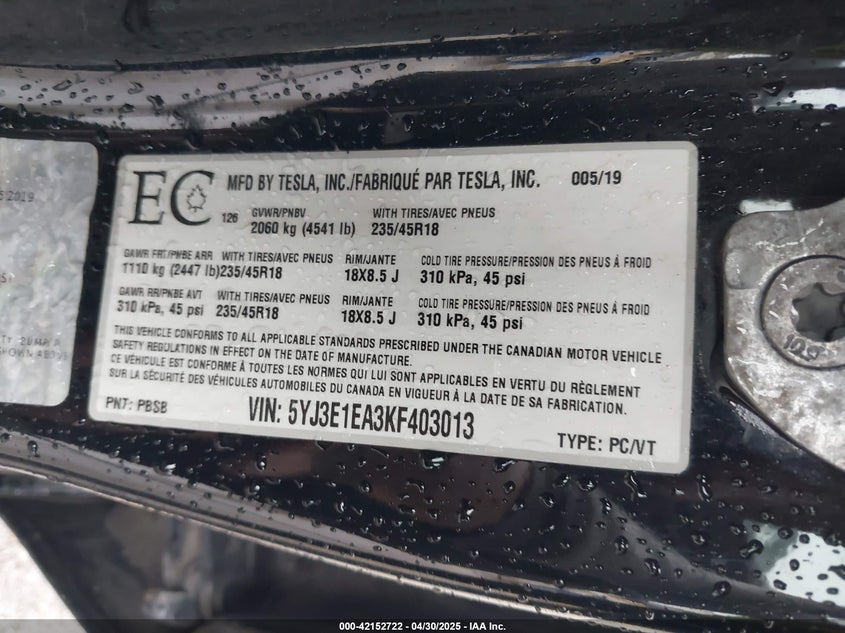 5 2019
EC
126
MFD BY TESLA, INC./FABRIQUÉ PAR TESLA, INC. 005/19
GVWR/PNBV WITH TIRES/AVEC PNEUS
2060 kg (4541 lb) 235/45R18
GAWR FRT/PNBE ARR WITH TIRES/AVEC PNEUS RIM/JANTE COLD TIRE PRESSURE/PRESSION DES PNEUS À FROID
1110 kg (2447 lb) 235/45R18 18X8.5 J 310 kPa, 45 psi
GAWR RR/PNBE AVT WITH TIRES/AVEC PNEUS RIM/JANTE COLD TIRE PRESSURE/PRESSION DES PNEUS À FROID
310 kPa, 45 psi 235/45R18 18X8.5 J 310 kPa, 45 psi
THIS VEHICLE CONFORMS TO ALL APPLICABLE STANDARDS PRESCRIBED UNDER THE CANADIAN MOTOR VEHICLE
SAFETY REGULATIONS IN EFFECT ON THE DATE OF MANUFACTURE.
CE VÉHICULE EST CONFORME À TOUTES LES NORMES QUI LUI SONT APPLICABLES EN VERTU DU RÈGLEMENT
SUR LA SÉCURITÉ DES VÉHICULES AUTOMOBILES DU CANADA EN VIGUEUR À LA DATE DE SA FABRICATION.
PNT: PBSB VIN: 5YJ3E1EA3KF403013 TYPE: PC/VT
SHOWN ABOVE
10.9
000-42152722 - 04/30/2025 - IAA Inc.